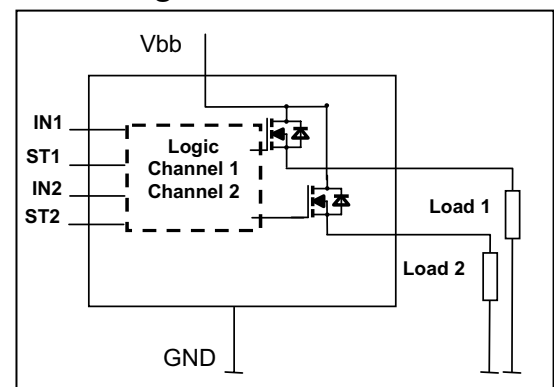 Vbb
IN1
ST1
IN2
ST2
Logic
Channel 1
Channel 2
Load 1
Load 2
GND